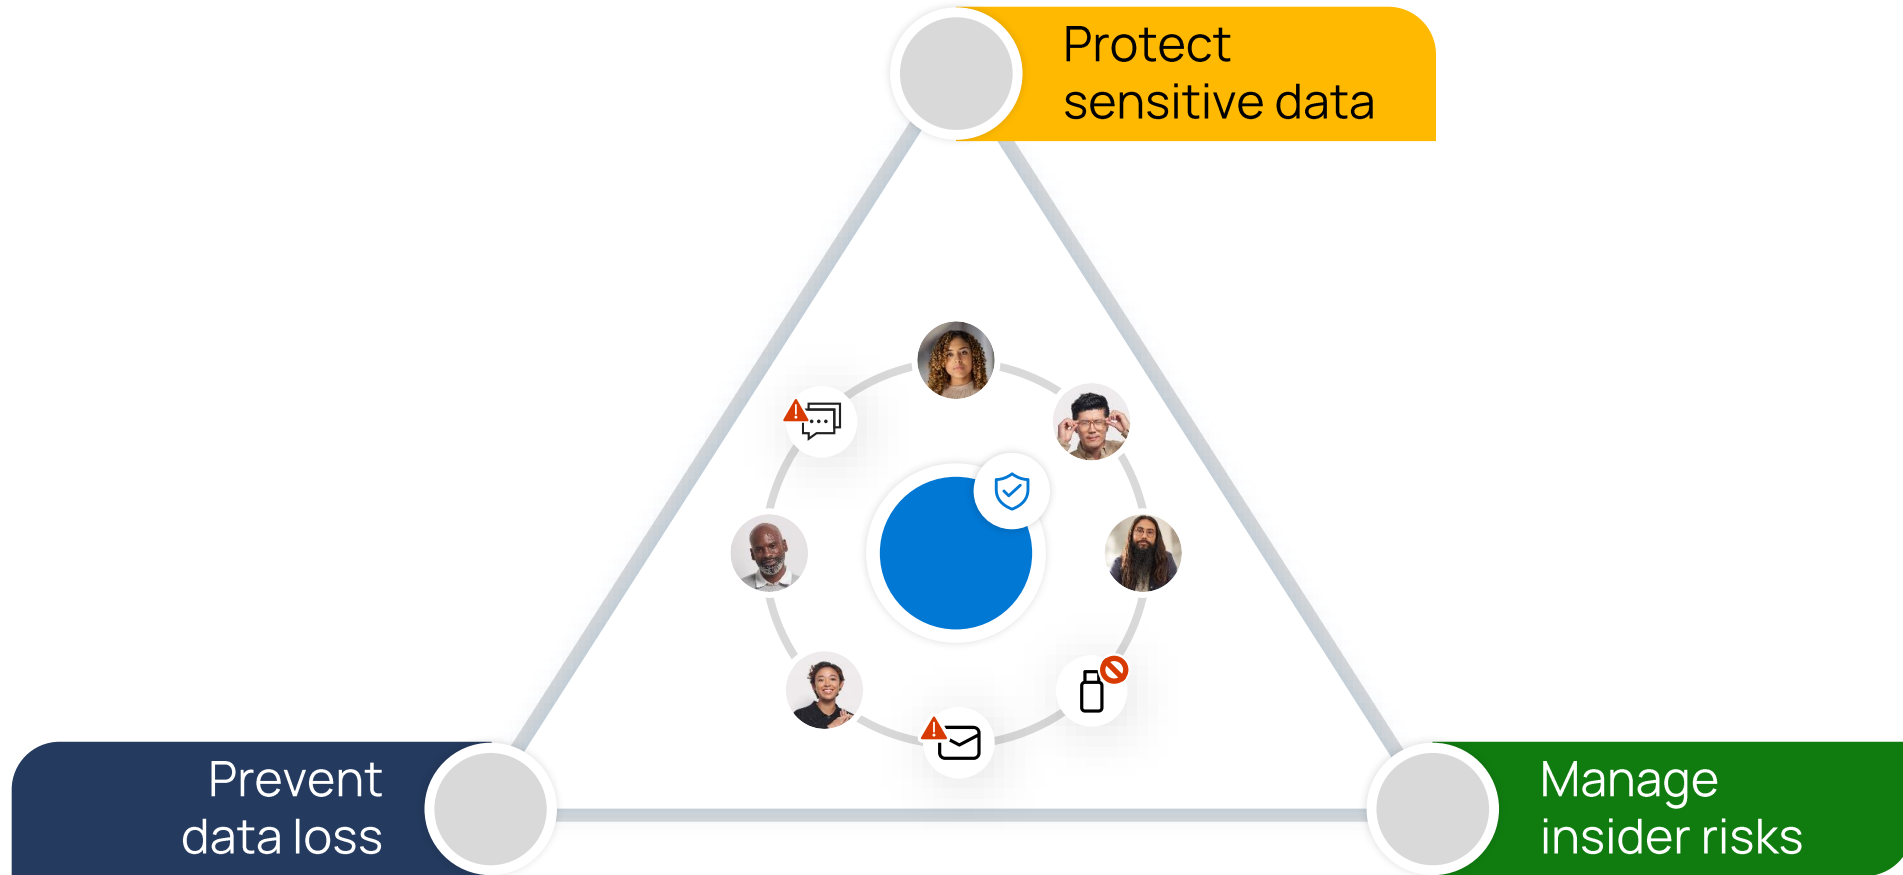 Protect
sensitive data
Prevent
data loss
Manage
insider risks